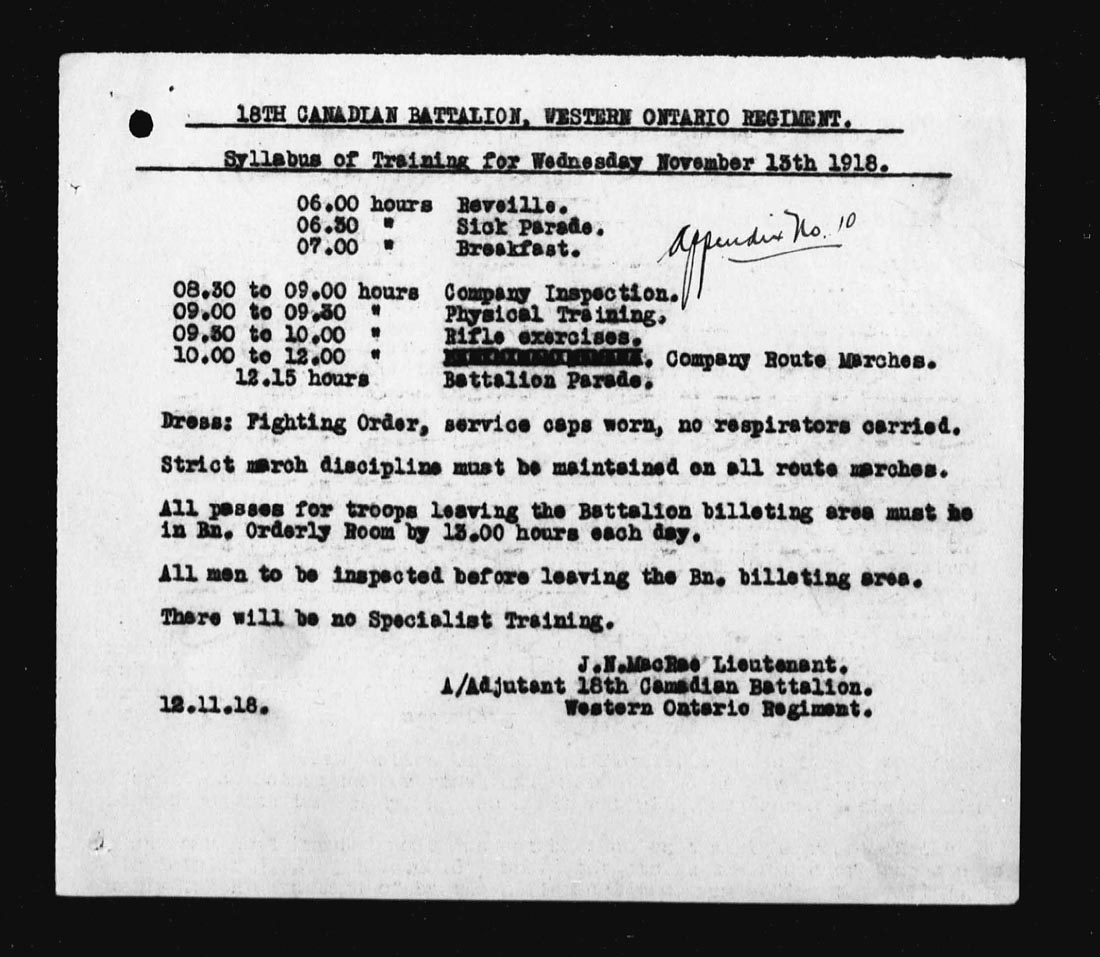 18TH CANADIAN BATTALION, WESTERN ONTARIO REGIMENT.
Syllabus of Training for Wednesday November 13th 1918.
06.00 hours Reveille.
06.30 " Sick Parade.
07.00 " Breakfast.
Appendix No. 10
08.30 to 09.00 hours Company Inspection.
09.00 to 09.30 " Physical Training.
09.30 to 10.00 " Rifle exercises.
10.00 to 12.00 " . Company Route Marches.
12.15 hours Battalion Parade.
Dress: Fighting Order, service caps worn, no respirators carried.
Strict march discipline must be maintained on all route marches.
All passes for troops leaving the Battalion billeting area must be
in Bn. Orderly Room by 13.00 hours each day.
All men to be inspected before leaving the Bn. billeting area.
There will be no Specialist Training.
J.N.MacRae Lieutenant.
A/Adjutant 18th Canadian Battalion.
12.11.18. Western Ontario Regiment.